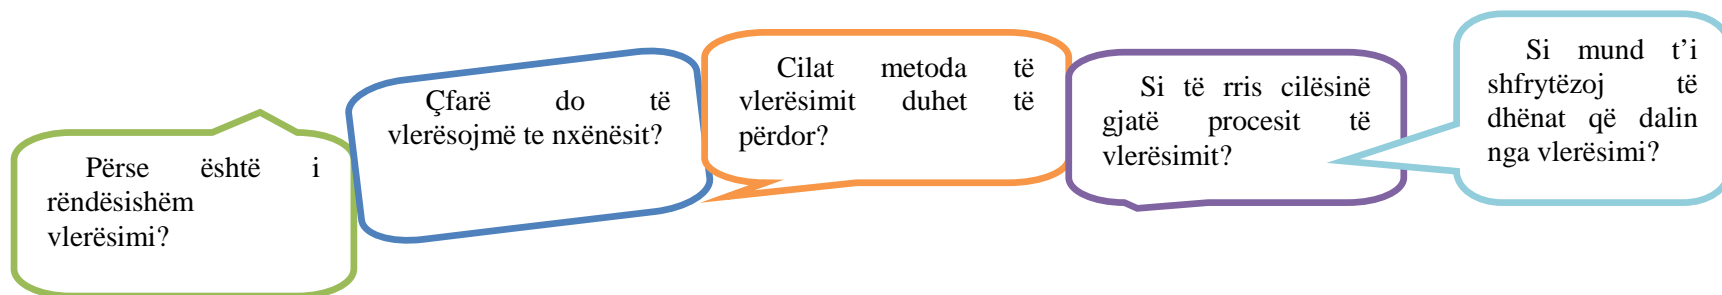 Përse është i
rëndësishëm
vlerësimi?
Çfarë do të
vlerësojmë te nxënësit?
Cilat metoda të
vlerësimit duhet të
përdor?
Si të rris cilësinë
gjatë procesit të
vlerësimit?
Si mund t’i
shfrytëzoj të
dhënat që dalin
nga vlerësimi?